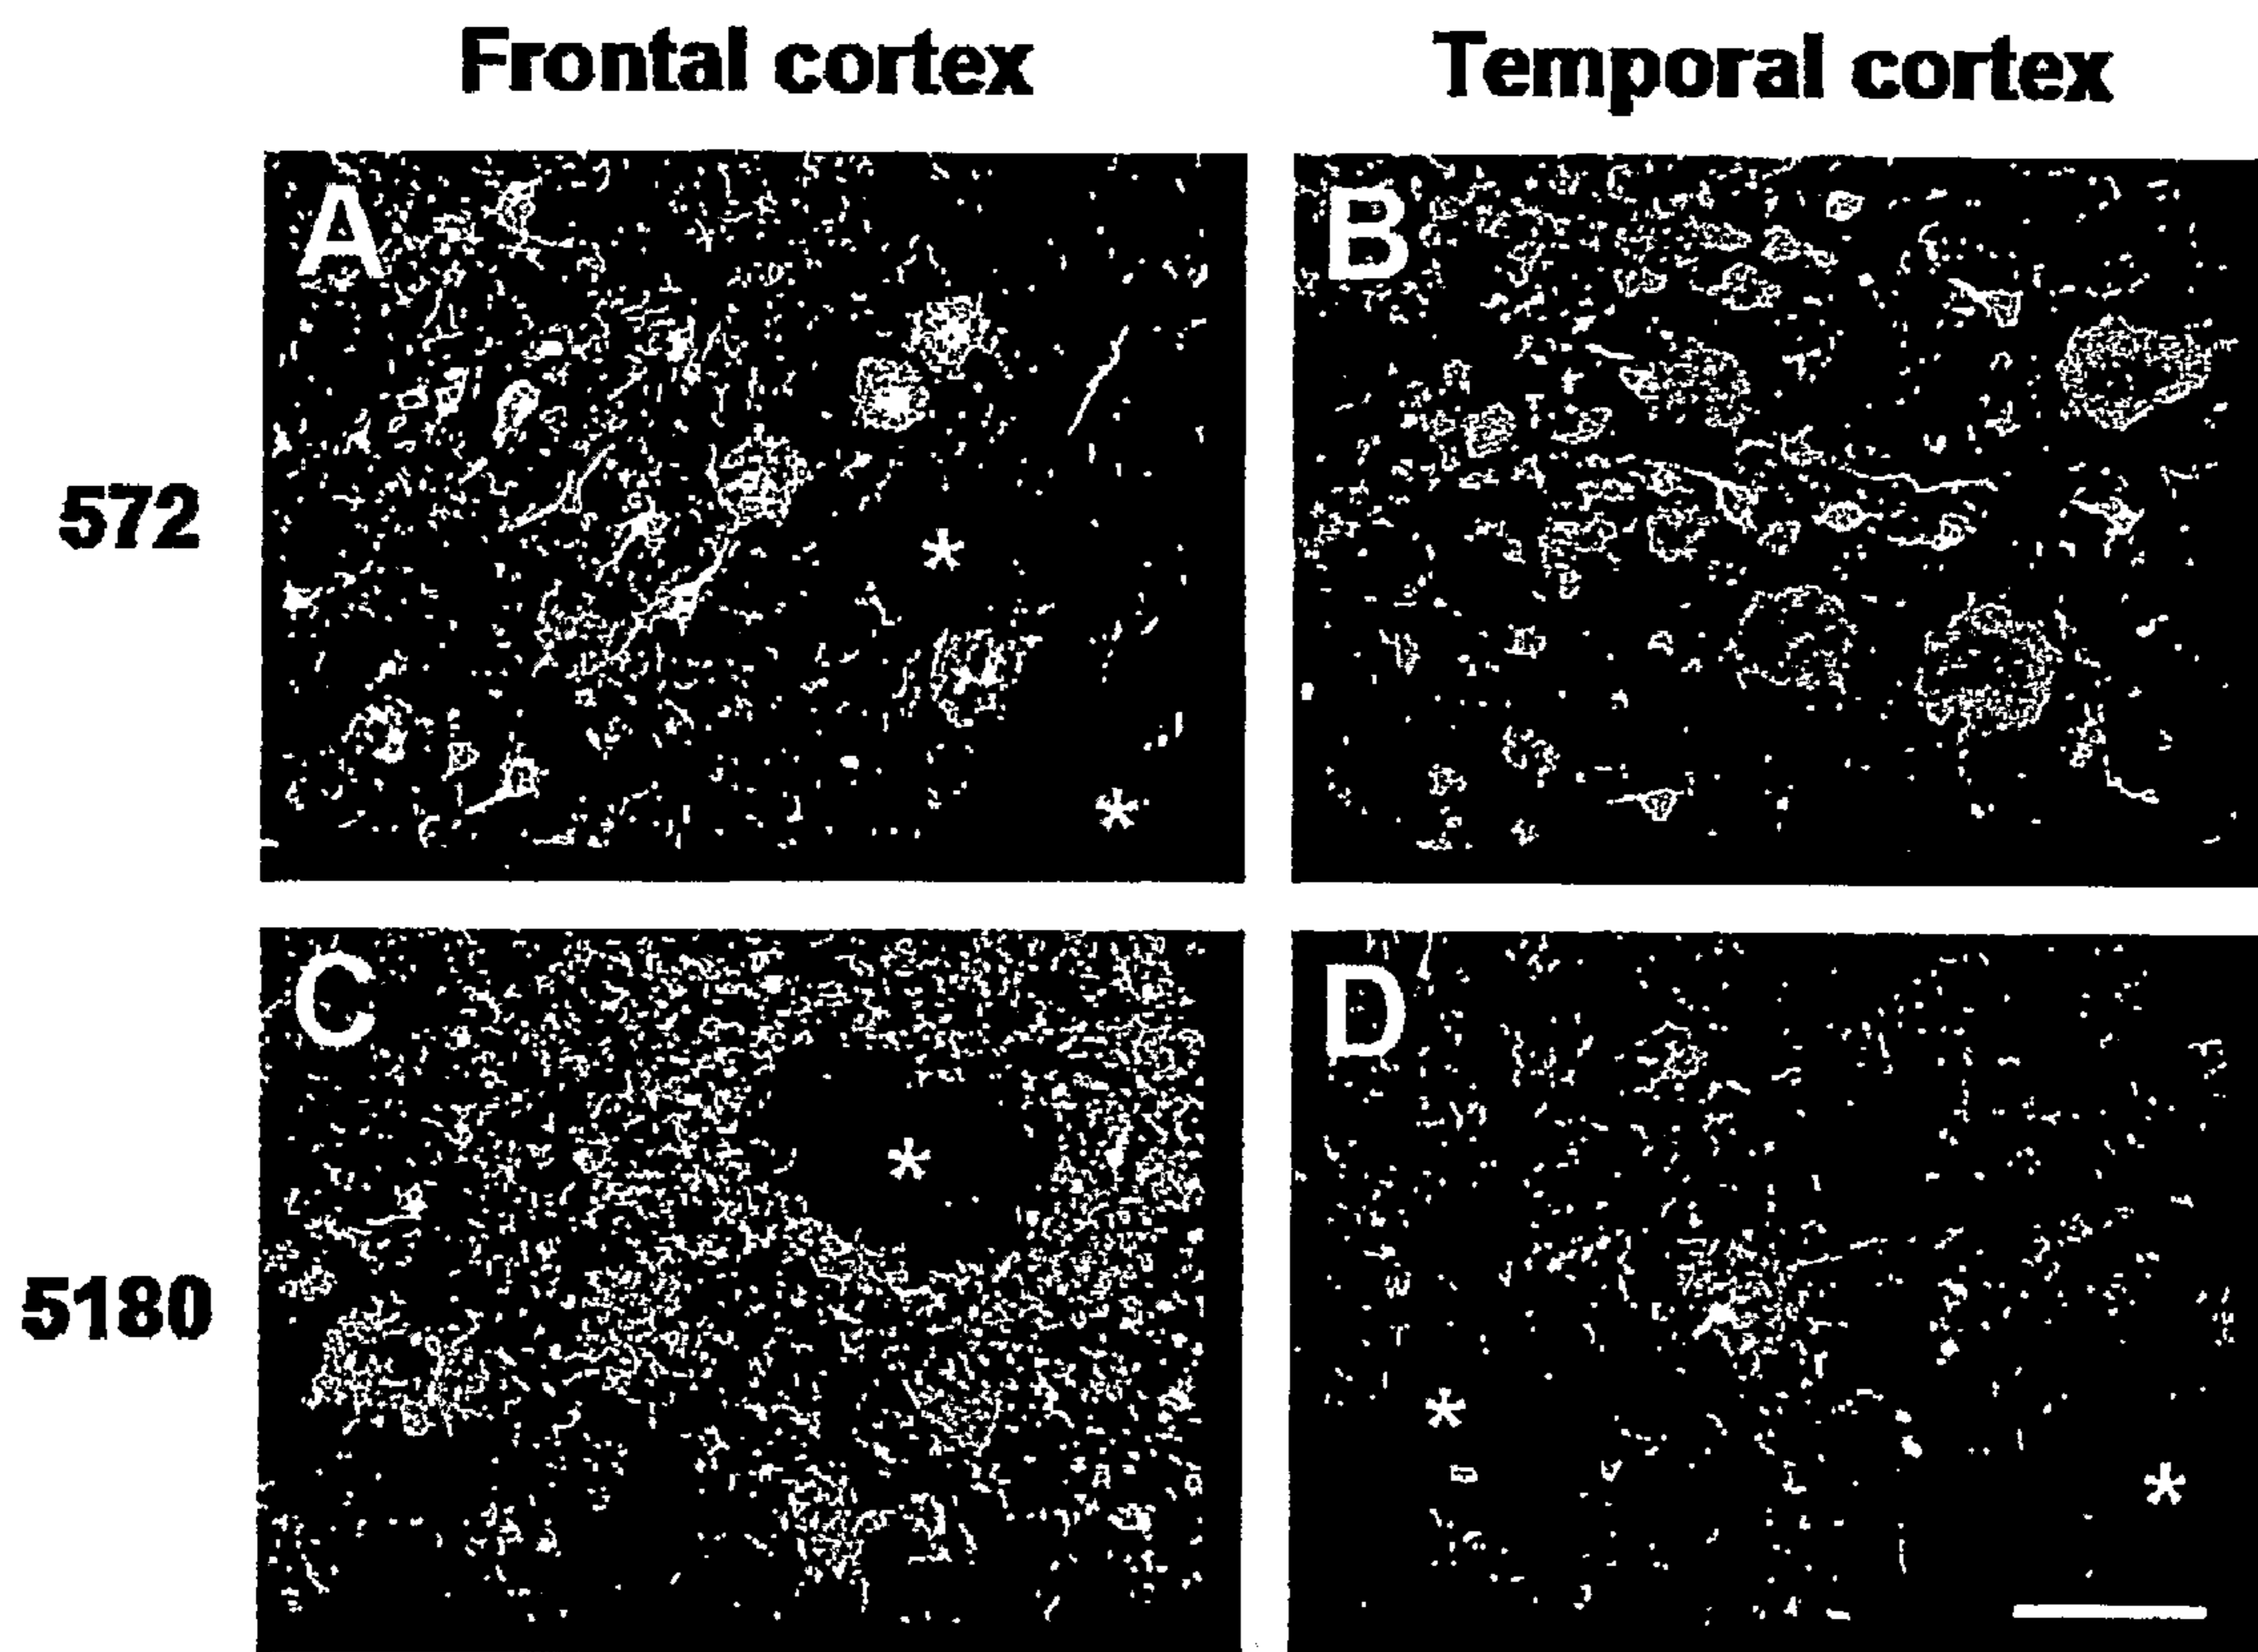 Frontal cortex Temporal cortex
A B
572
* *
C D
5180
* * *